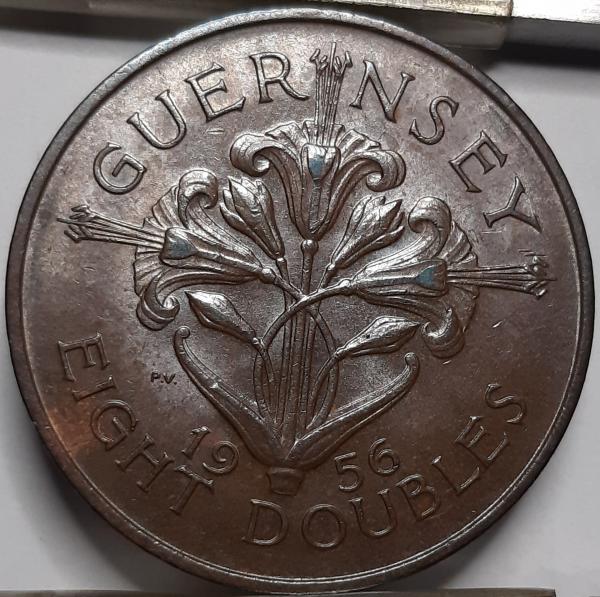 GUERNSEY
P.V.
19 56
EIGHT DOUBLES